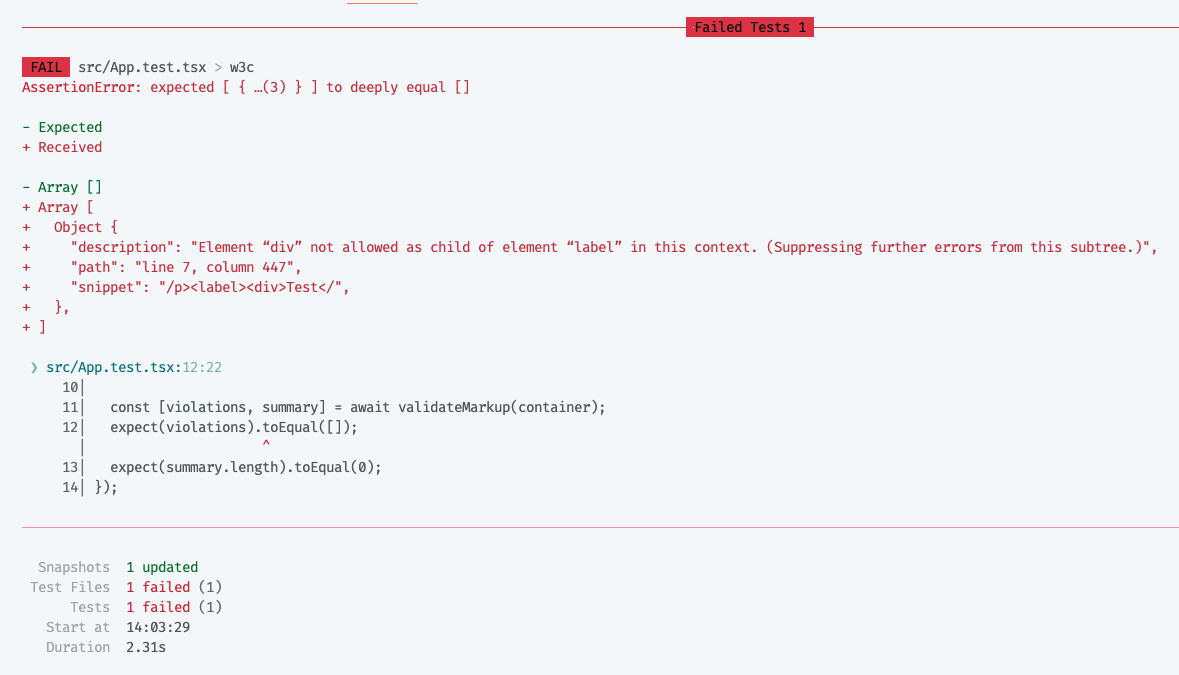 Failed Tests 1
FAIL src/App.test.tsx > w3c
AssertionError: expected [ { …(3) } ] to deeply equal []
- Expected
+ Received
- Array []
+ Array [
+   Object {
+     "description": "Element “div” not allowed as child of element “label” in this context. (Suppressing further errors from this subtree.)",
+     "path": "line 7, column 447",
+     "snippet": "/p><label><div>Test</",
+   },
+ ]
❯ src/App.test.tsx:12:22
10|
11|   const [violations, summary] = await validateMarkup(container);
12|   expect(violations).toEqual([]);
|                      ^
13|   expect(summary.length).toEqual(0);
14| });
Snapshots  1 updated
Test Files  1 failed (1)
Tests  1 failed (1)
Start at  14:03:29
Duration  2.31s